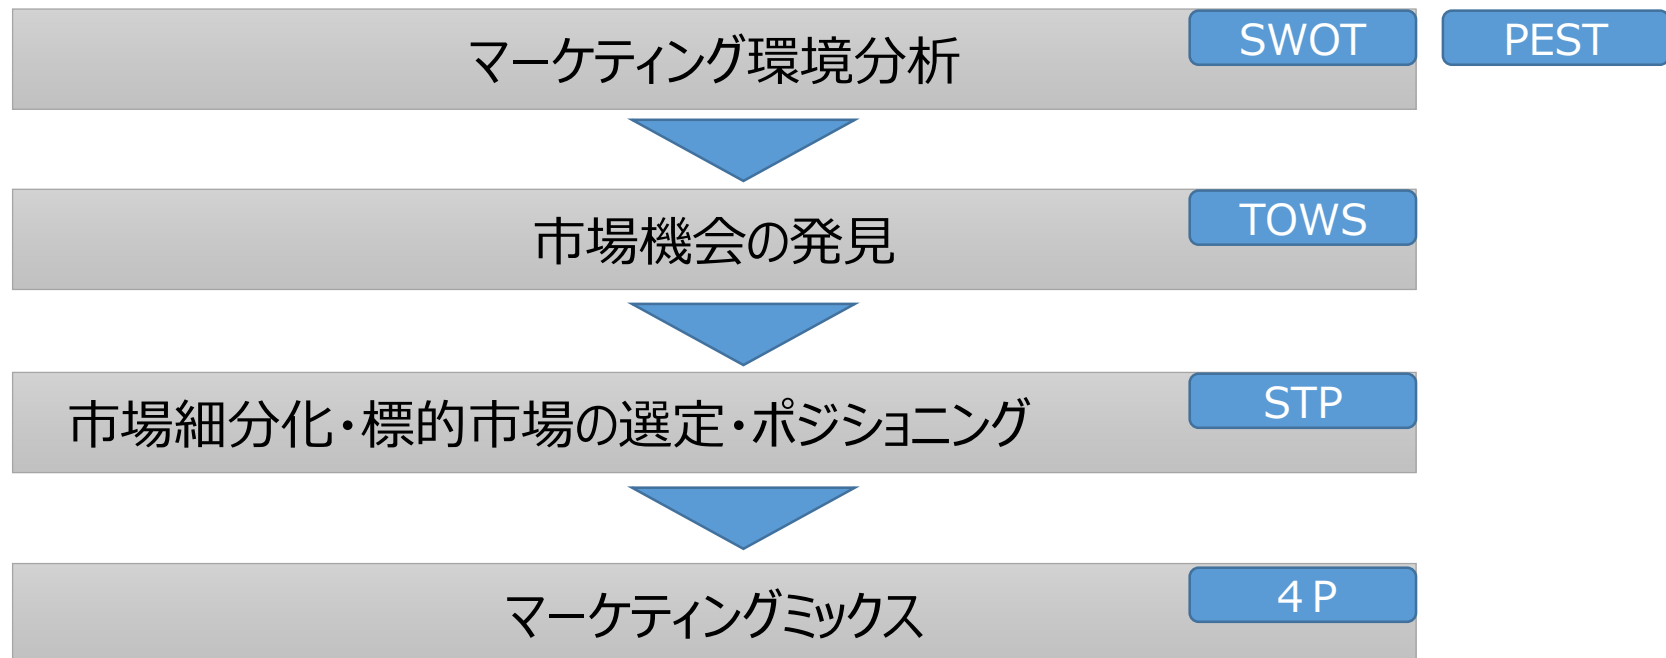 マーケティング環境分析
SWOT
PEST
市場機会の発見
TOWS
市場細分化・標的市場の選定・ポジショニング
STP
マーケティングミックス
４Ｐ